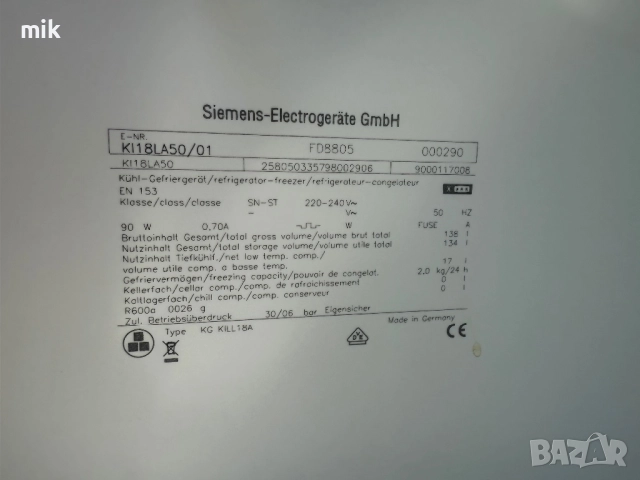 mik
Siemens-Electrogeräte GmbH
E-NR. KI18LA50/01 FD8805 000290
KI18LA50 258050335798002906 9000117008
Kühl-Gefriergerät/refrigerator-freezer/refrigerateur-congelateur
EN 153
Klasse/class/classe SN-ST 220-240V~ 50 HZ
- V~
90 W 0,70A W FUSE A
Bruttoinhalt Gesamt/total gross volume/volume brut total 138 l
Nutzinhalt Gesamt/total storage volume/volume utile total 134 l
Nutzinhalt Tiefkühlf./net low temp. comp./
volume utile comp. a basse temp. 17 l
Gefriervermögen/freezing capacity/pouvoir de congelat. 2.0 kg/24 h
Kellerfach/cellar comp./comp. de rafraichissement 0 l
Kaltlagerfach/chill comp./comp. conserveur 0 l
R600a 0026 g
Zul. Betriebsüberdruck 30/06 bar Eigensicher
Type KG KILL18A Made in Germany
VDE
CE
BAZAR